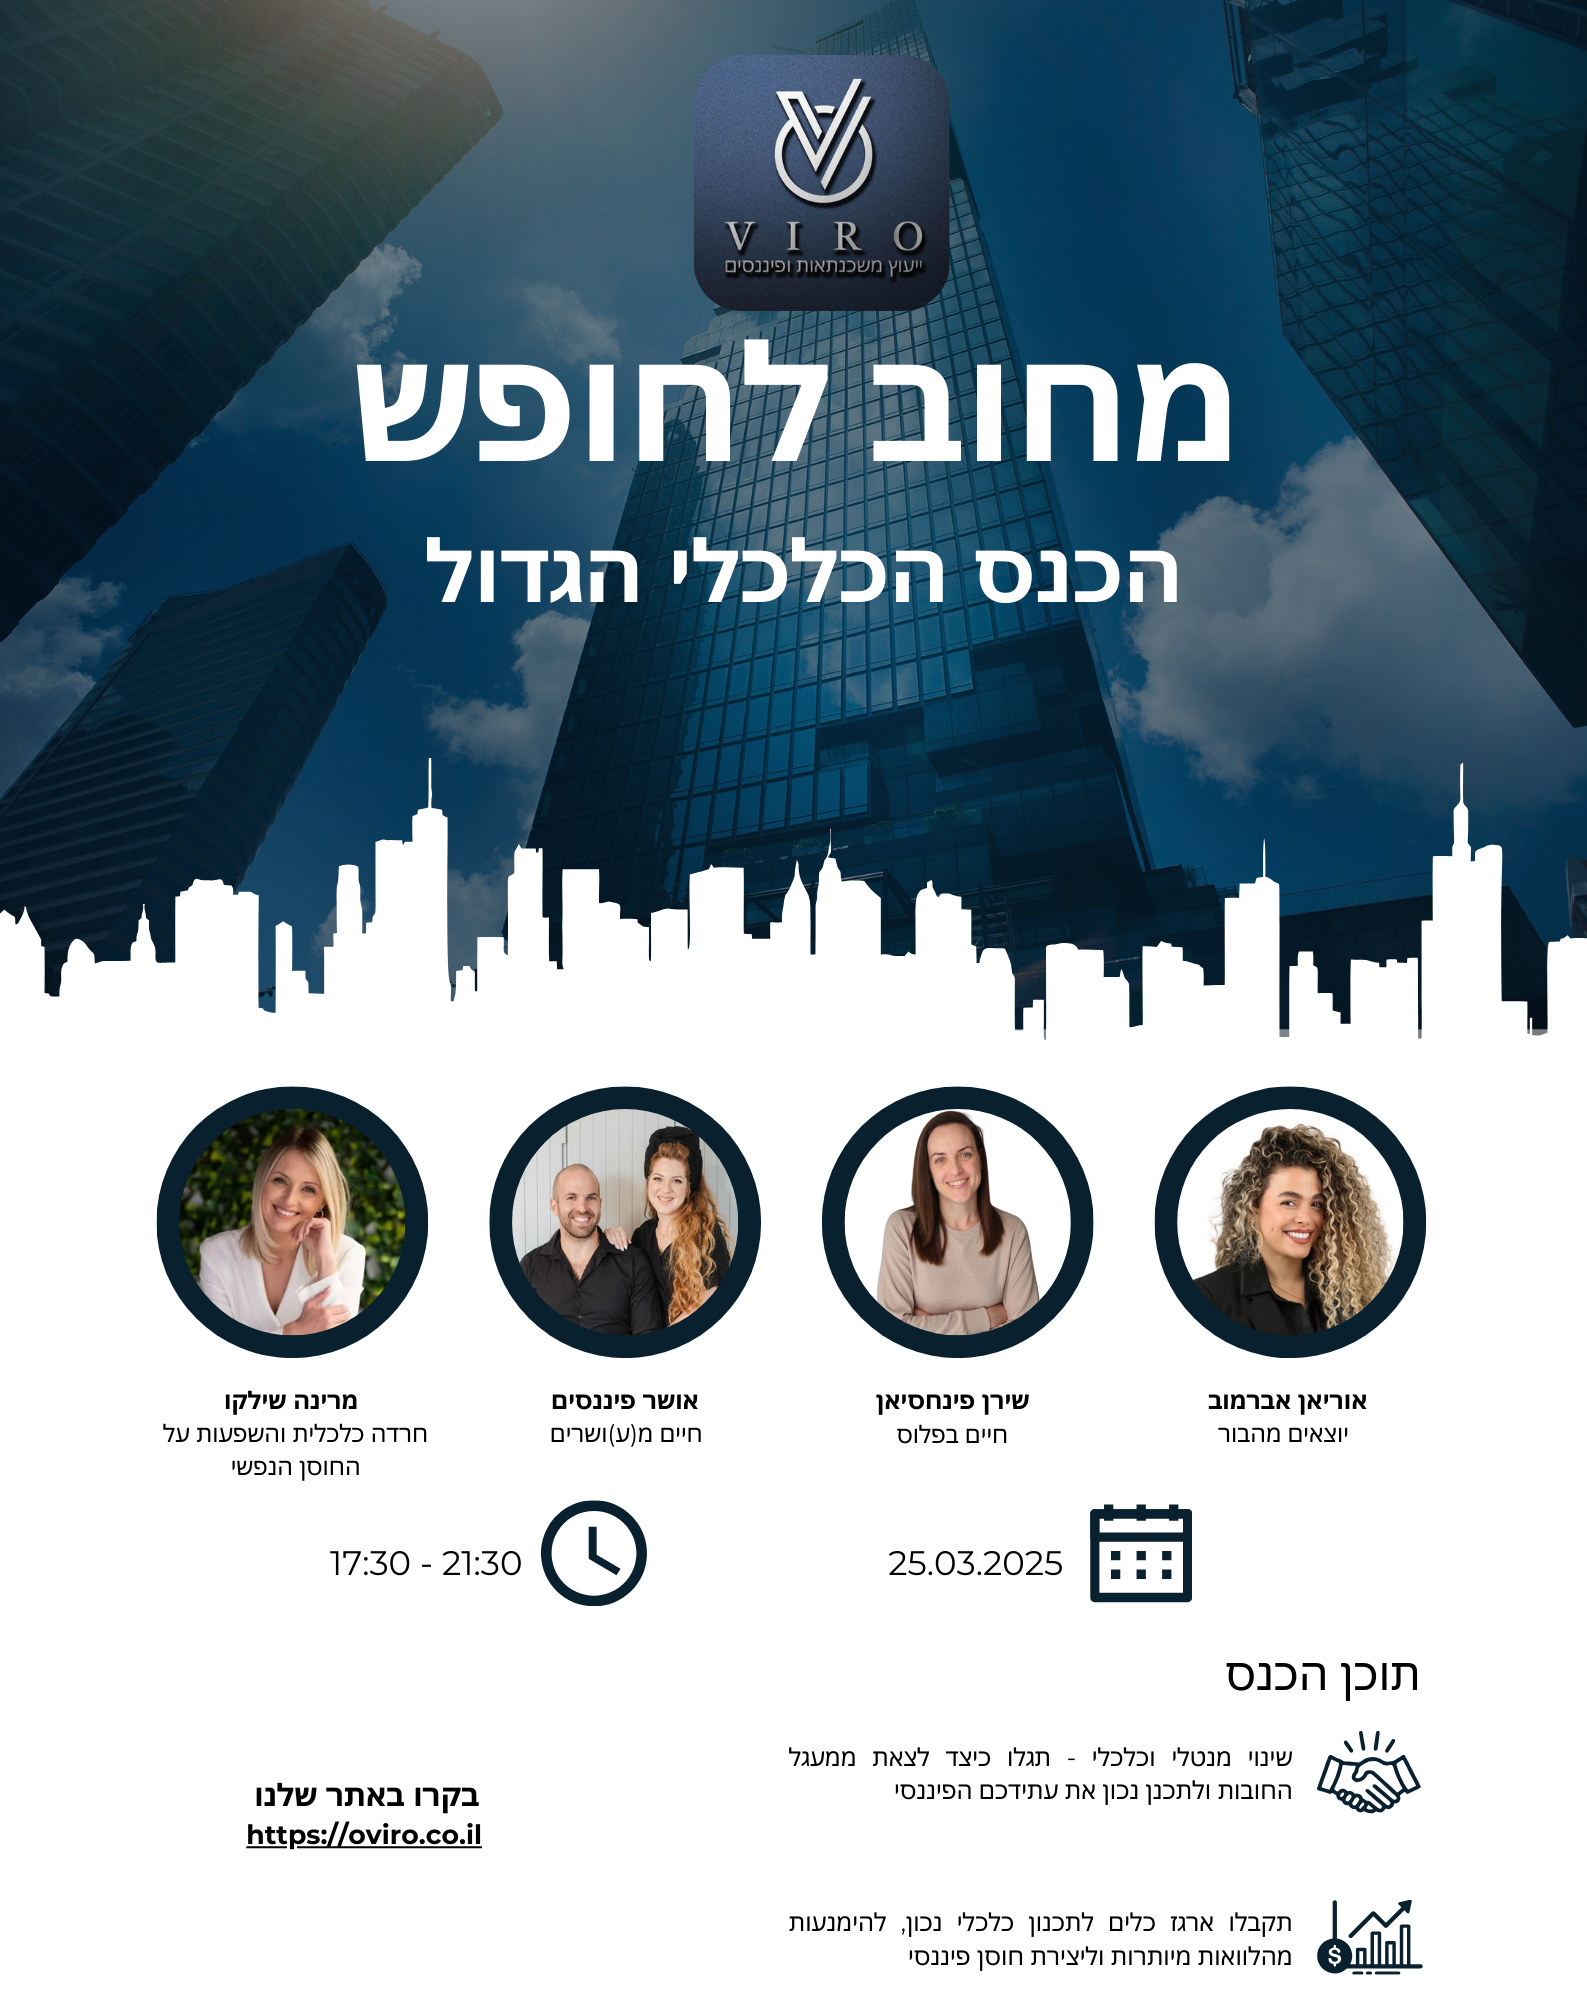 VIRO
ייעוץ משכנתאות ופיננסים
מחוב לחופש
הכנס הכלכלי הגדול
אוריאן אברמוב
יוצאים מהבור
שירן פינחסיאן
חיים בפלוס
אושר פיננסים
חיים מ(ע)ושרים
מרינה שילקו
חרדה כלכלית והשפעות על
החוסן הנפשי
25.03.2025
17:30 - 21:30
תוכן הכנס
שינוי מנטלי וכלכלי - תגלו כיצד לצאת ממעגל
החובות ולתכנן נכון את עתידכם הפיננסי
תקבלו ארגז כלים לתכנון כלכלי נכון, להימנעות
מהלוואות מיותרות וליצירת חוסן פיננסי
בקרו באתר שלנו
https://oviro.co.il